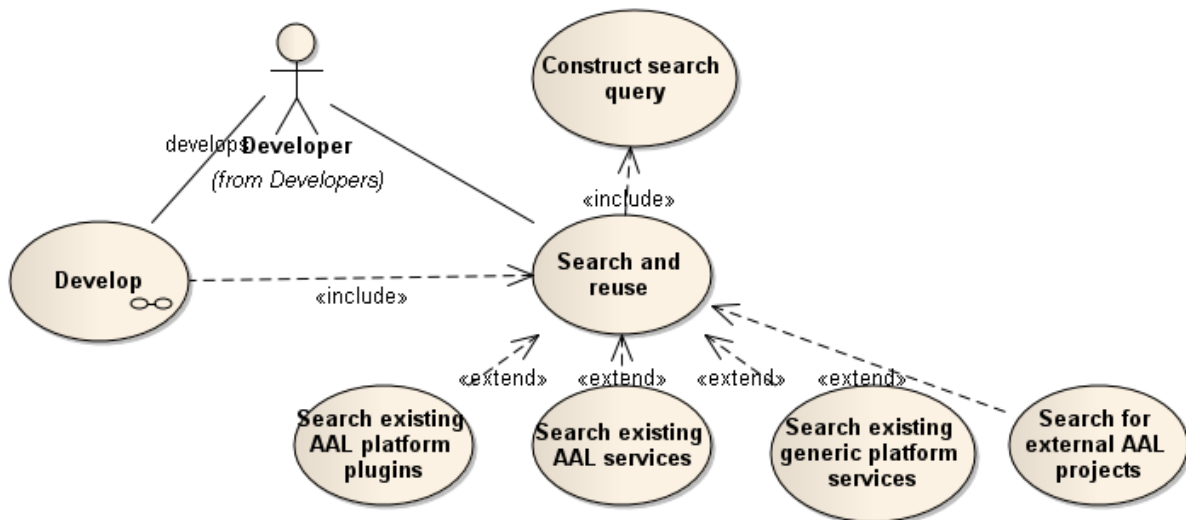 Construct search
query
develops
Developer
(from Developers)
«include»
Develop
Search and
reuse
«include»
«extend»
«extend»
«extend»
«extend»
Search existing
AAL platform
plugins
Search existing
AAL services
Search existing
generic platform
services
Search for
external AAL
projects